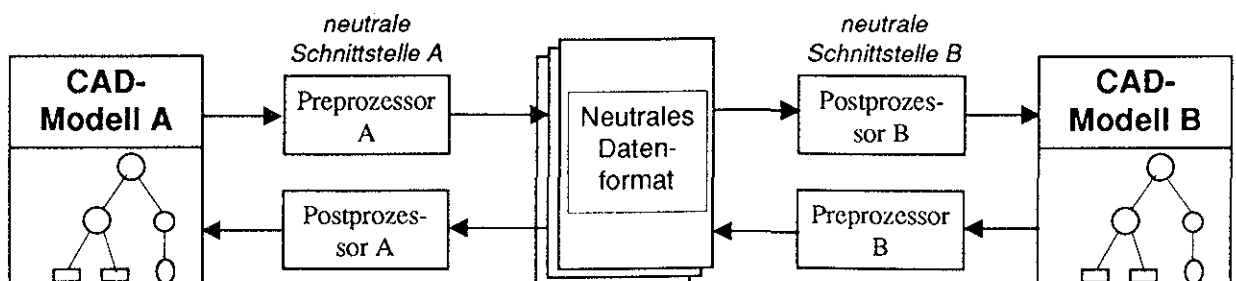 neutrale
Schnittstelle A
neutrale
Schnittstelle B
CAD-
Modell A
Preprozessor
A
Neutrales
Daten-
format
Postprozes-
sor B
CAD-
Modell B
Postprozes-
sor A
Preprozessor
B